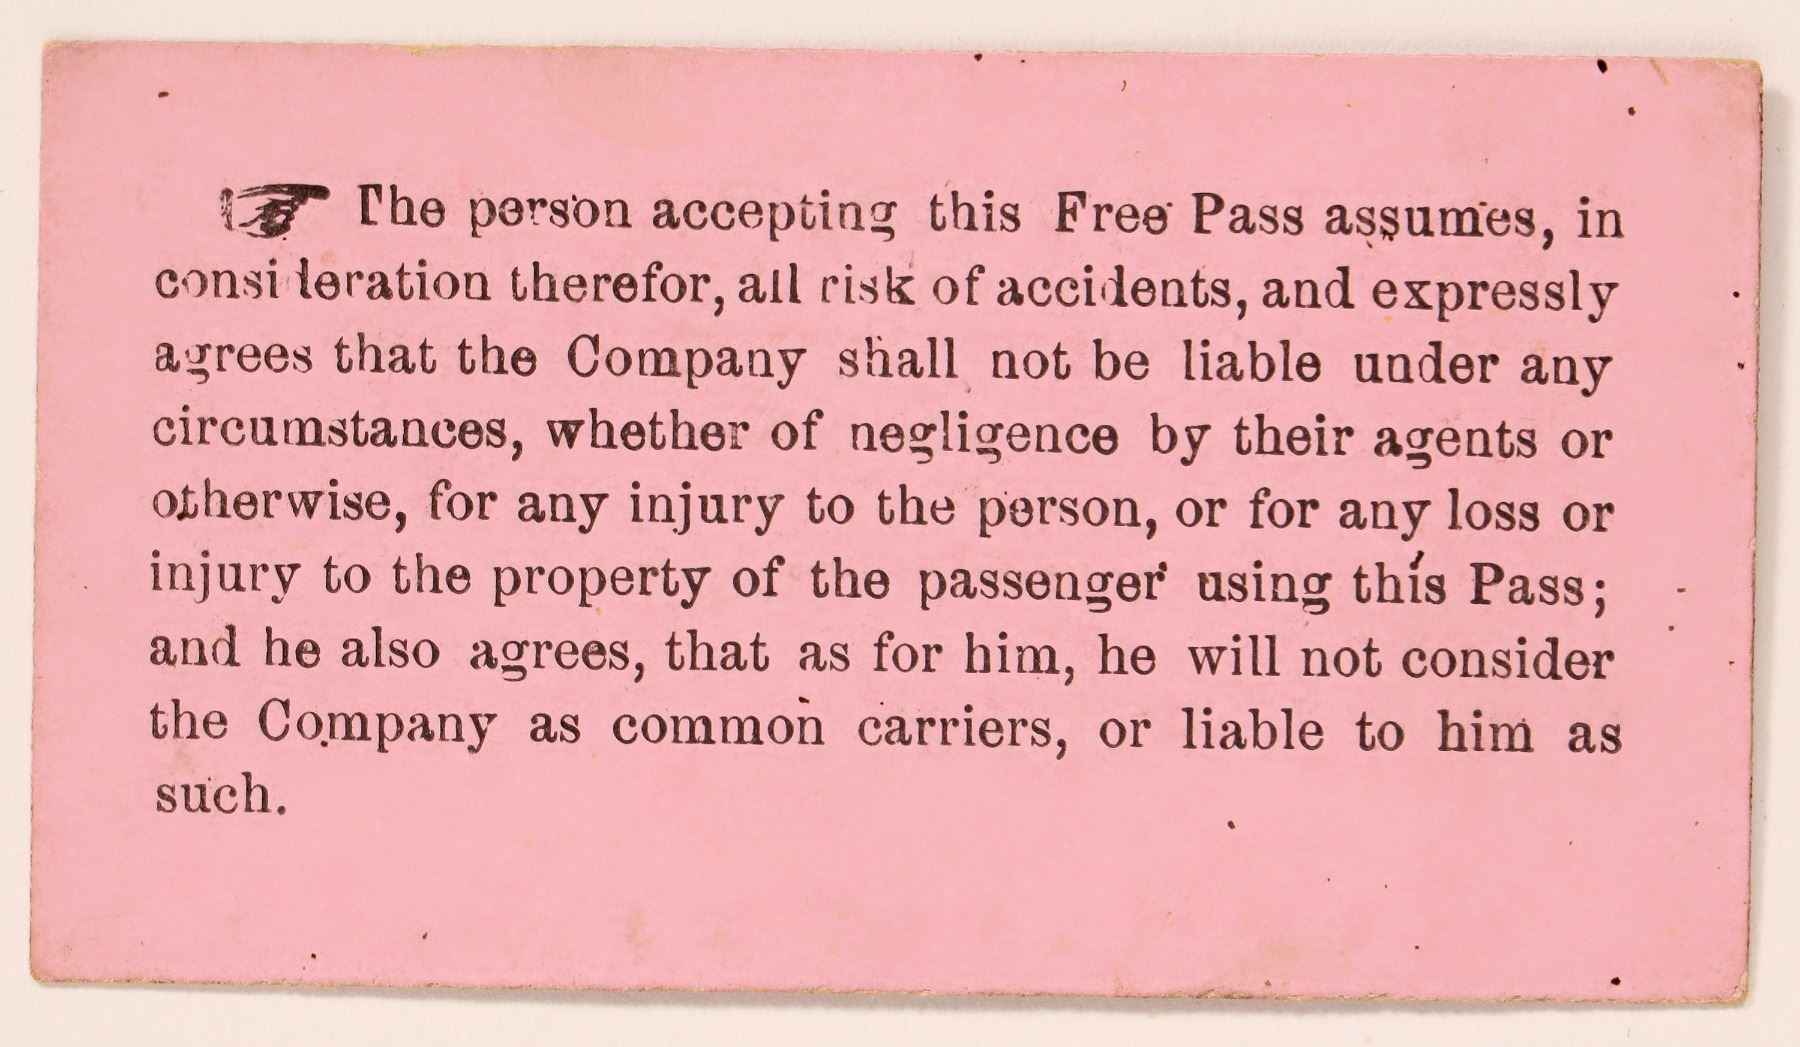 ☞ The person accepting this Free Pass assumes, in
consideration therefor, all risk of accidents, and expressly
agrees that the Company shall not be liable under any
circumstances, whether of negligence by their agents or
otherwise, for any injury to the person, or for any loss or
injury to the property of the passenger using this Pass;
and he also agrees, that as for him, he will not consider
the Company as common carriers, or liable to him as
such.